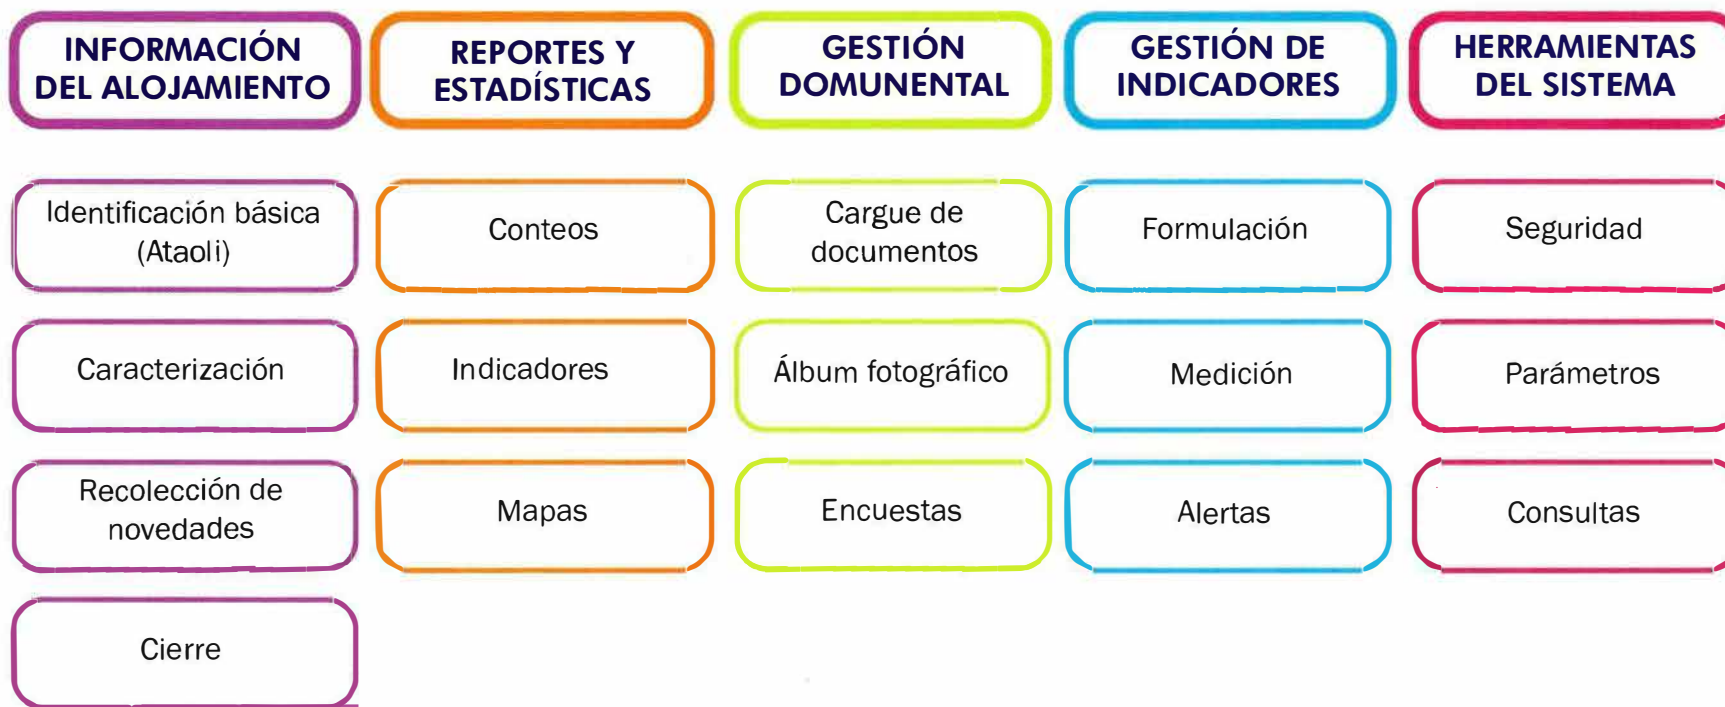 INFORMACIÓN
DEL ALOJAMIENTO
REPORTES Y
ESTADÍSTICAS
GESTIÓN
DOMUNENTAL
GESTIÓN DE
INDICADORES
HERRAMIENTAS
DEL SISTEMA
Identificación básica
(Ataoli)
Conteos
Cargue de
documentos
Formulación
Seguridad
Caracterización
Indicadores
Álbum fotográfico
Medición
Parámetros
Recolección de
novedades
Mapas
Encuestas
Alertas
Consultas
Cierre